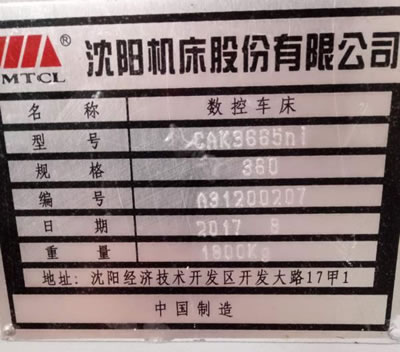 MTCL ® 沈阳机床股份有限公司
名 称 数控车床
型 号 CAK3665ni
规 格 360
编 号 A31200207
日 期 2017 8
重 量 1800Kg
地址: 沈阳经济技术开发区开发大路17甲1
中国制造